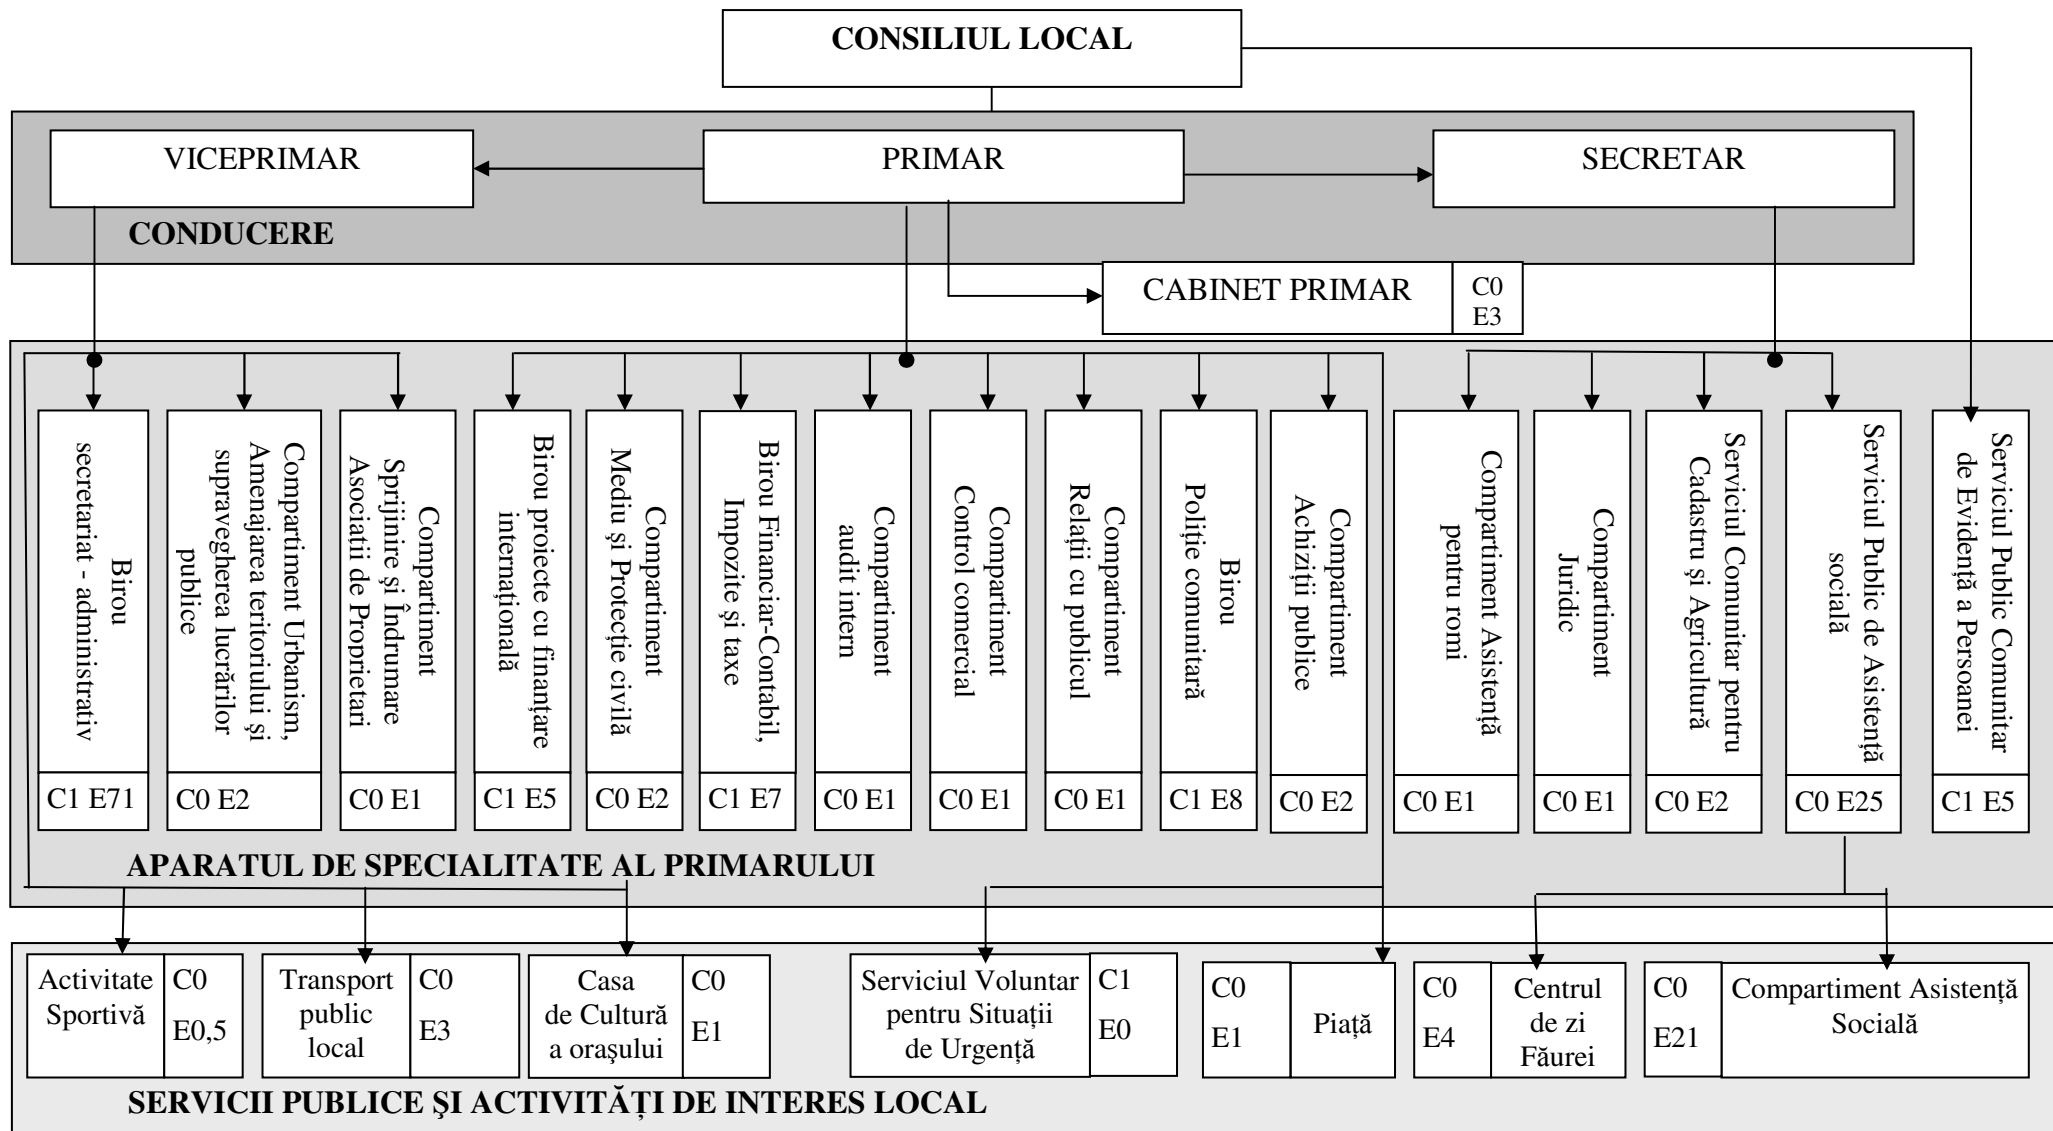 CONSILIUL LOCAL
VICEPRIMAR
PRIMAR
SECRETAR
CONDUCERE
CABINET PRIMAR
C0
E3
Birou
secretariat - administrativ
C1 E71
Compartiment Urbanism,
Amenajarea teritoriului şi
supravegherea lucrărilor
publice
C0 E2
Compartiment
Sprijinire şi Îndrumare
Asociații de Proprietari
C0 E1
Birou proiecte cu finanțare
internațională
C1 E5
Compartiment
Mediu şi Protecție civilă
C0 E2
Birou Financiar-Contabil,
Impozite şi taxe
C1 E7
Compartiment
audit intern
C0 E1
Compartiment
Control comercial
C0 E1
Compartiment
Relații cu publicul
C0 E1
Birou
Poliție comunitară
C1 E8
Compartiment
Achiziții publice
C0 E2
Compartiment Asistență
pentru romi
C0 E1
Compartiment
Juridic
C0 E1
Serviciul Comunitar pentru
Cadastru şi Agricultură
C0 E2
Serviciul Public de Asistență
socială
C0 E25
Serviciul Public Comunitar
de Evidență a Persoanei
C1 E5
APARATUL DE SPECIALITATE AL PRIMARULUI
Activitate
Sportivă
C0
E0,5
Transport
public
local
C0
E3
Casa
de Cultură
a oraşului
C0
E1
Serviciul Voluntar
pentru Situații
de Urgență
C1
E0
C0
E1
Piață
C0
E4
Centrul
de zi
Făurei
C0
E21
Compartiment Asistență
Socială
SERVICII PUBLICE ŞI ACTIVITĂȚI DE INTERES LOCAL